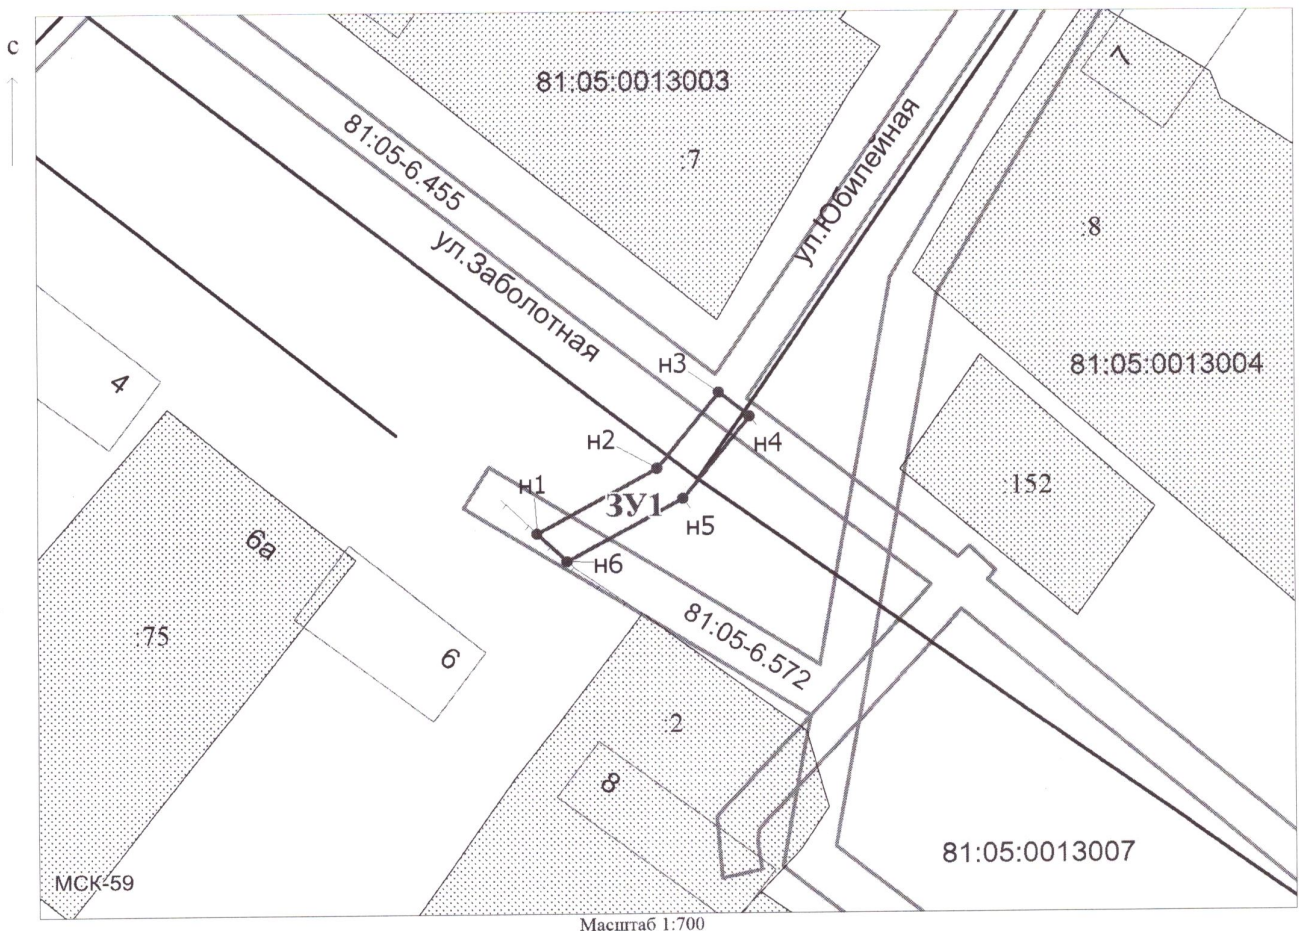 с
7
81:05:0013003
81:05-6.455
:7
ул.Юбилейная
:8
ул.Заболотная
н3
81:05:0013004
4
н4
н2
н1
ЗУ1
:152
н5
6а
н6
81:05-6.572
:75
6
:2
8
81:05:0013007
МСК-59
Масштаб 1:700